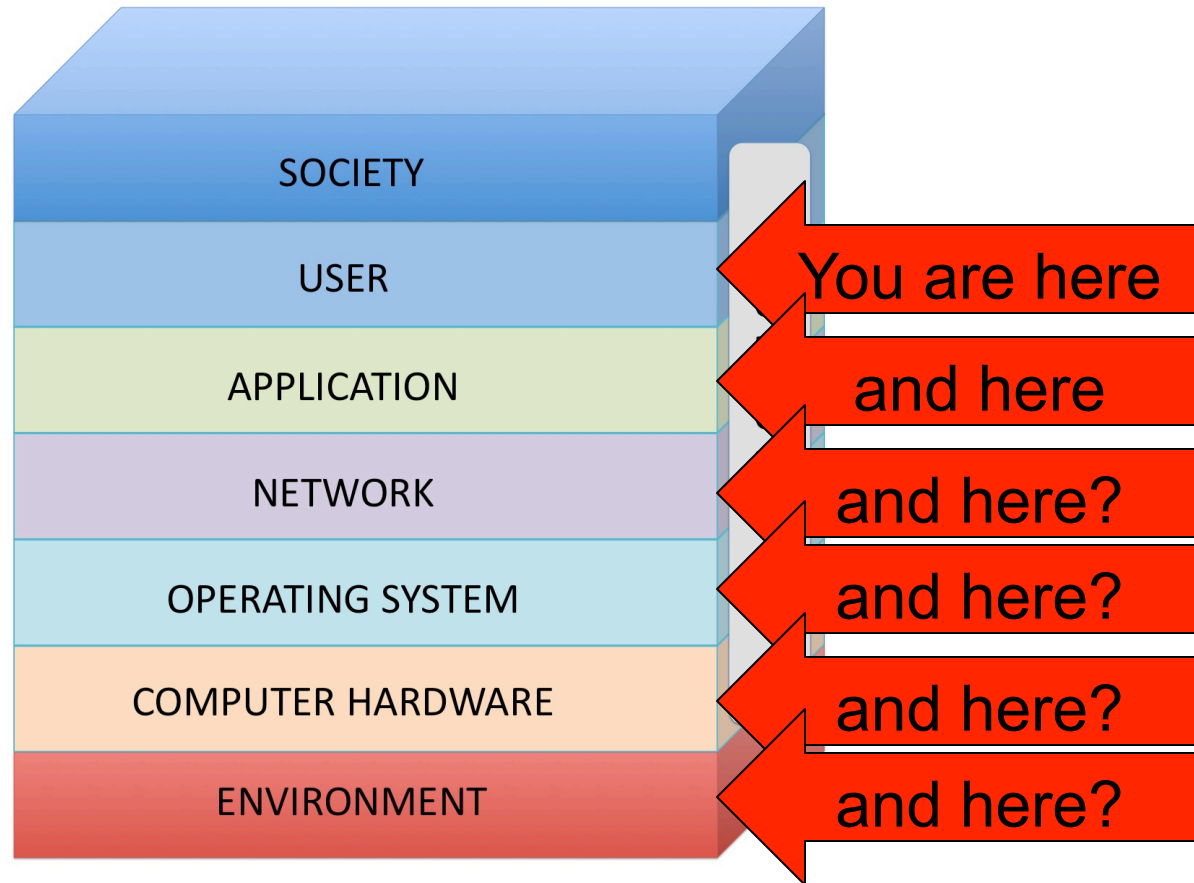 SOCIETY
USER
You are here
APPLICATION
and here
NETWORK
and here?
OPERATING SYSTEM
and here?
COMPUTER HARDWARE
and here?
ENVIRONMENT
and here?